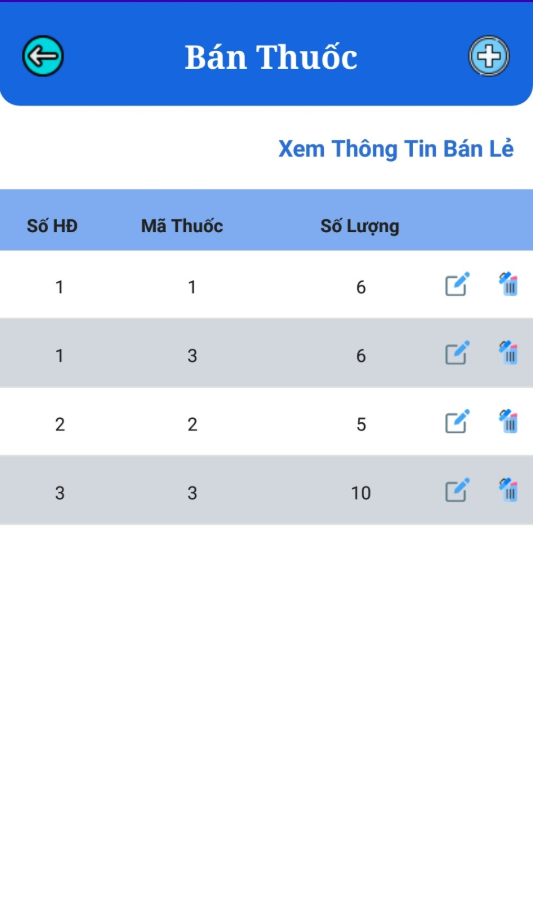 Bán Thuốc
Xem Thông Tin Bán Lẻ
Số HĐ Mã Thuốc Số Lượng
1 1 6
1 3 6
2 2 5
3 3 10